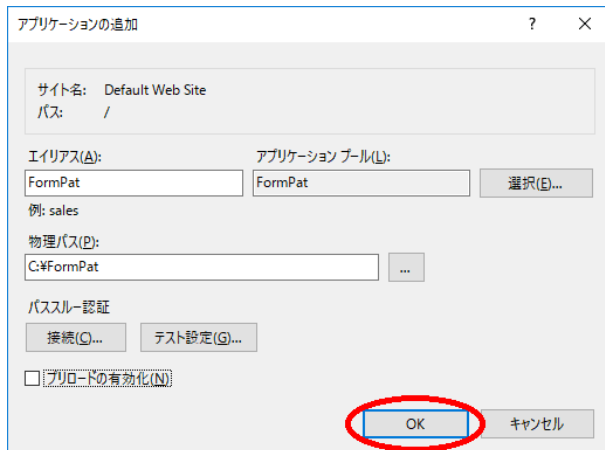 アプリケーションの追加
? ×
サイト名: Default Web Site
パス: /
エイリアス(A): アプリケーション プール(L):
FormPat FormPat 選択(E)...
例: sales
物理パス(P):
C:¥FormPat ...
パススルー認証
接続(C)... テスト設定(G)...
プリロードの有効化(N)
OK キャンセル